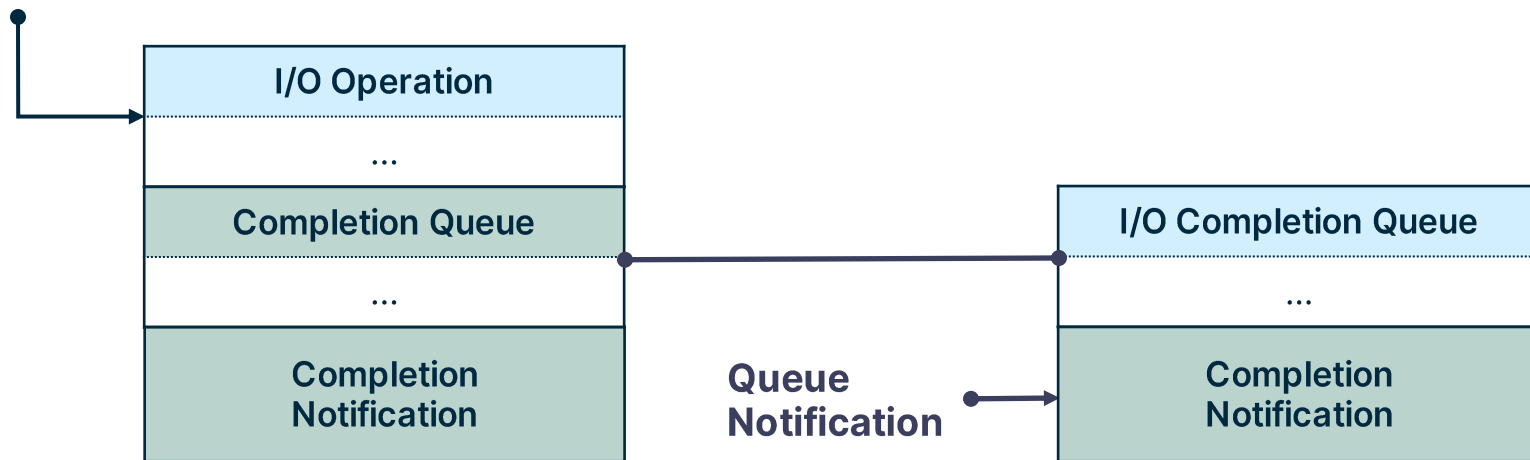 I/O Operation
...
Completion Queue
...
Completion
Notification
Queue
Notification
I/O Completion Queue
...
Completion
Notification